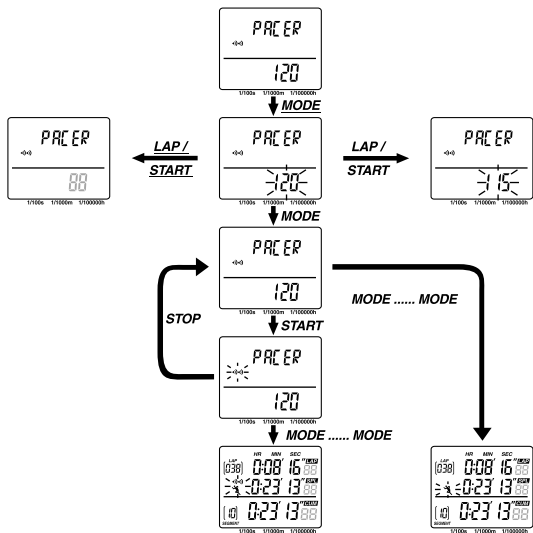 PACER
120
1/100s 1/1000m 1/100000h
MODE
PACER
88
1/100s 1/1000m 1/100000h
LAP /
START
PACER
120
1/100s 1/1000m 1/100000h
LAP /
START
PACER
115
1/100s 1/1000m 1/100000h
MODE
PACER
120
1/100s 1/1000m 1/100000h
MODE ...... MODE
STOP
START
PACER
120
1/100s 1/1000m 1/100000h
MODE ...... MODE
HR MIN SEC
LAP
[038] 0:08' 16" LAP 88
0:23' 13" SPL 88
[10] 0:23' 13" CUM 88
SEGMENT
1/100s 1/1000m 1/100000h
HR MIN SEC
LAP
[038] 0:08' 16" LAP 88
0:23' 13" SPL 88
[10] 0:23' 13" CUM 88
SEGMENT
1/100s 1/1000m 1/100000h